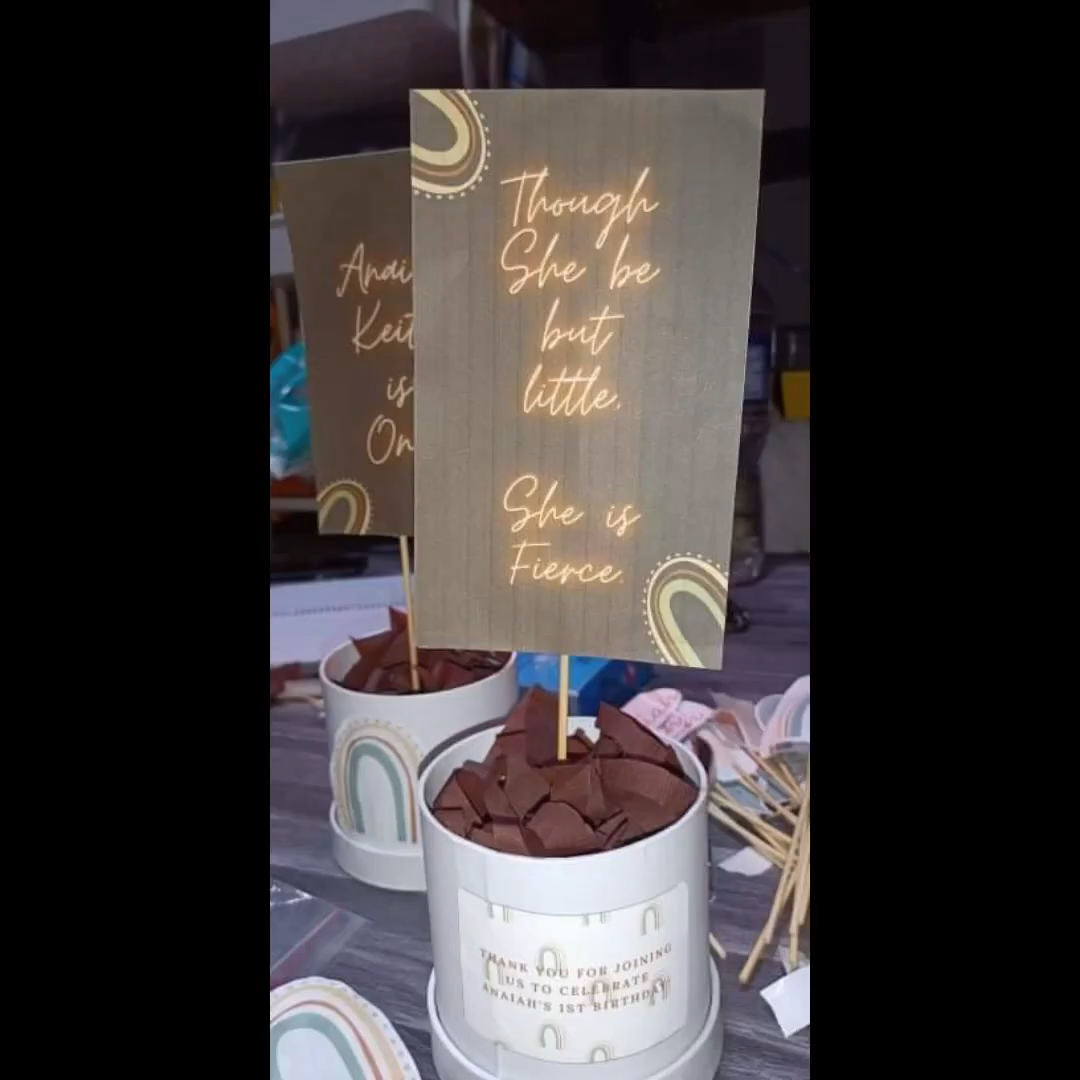 Though
She be
but
little,
She is
Fierce.
Anai
Keit
is
On
THANK YOU FOR JOINING
US TO CELEBRATE
ANAIAH'S 1ST BIRTHDAY